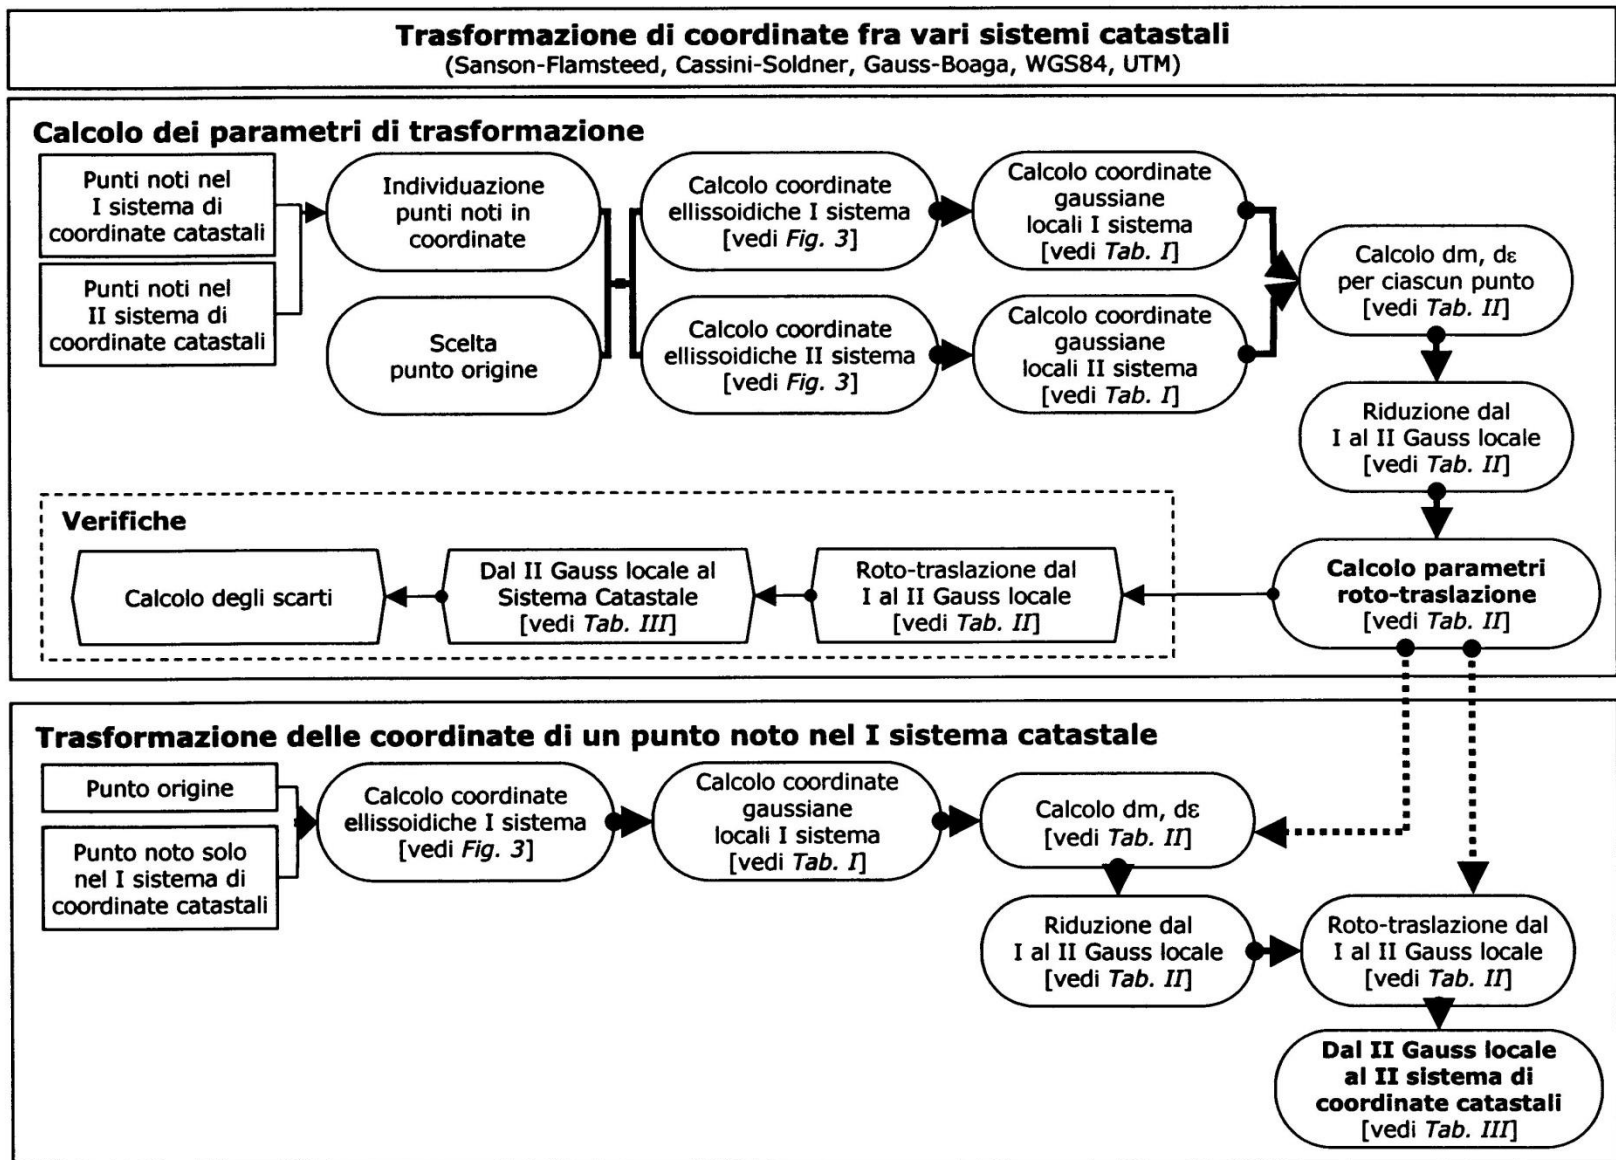 Trasformazione di coordinate fra vari sistemi catastali
(Sanson-Flamsteed, Cassini-Soldner, Gauss-Boaga, WGS84, UTM)
Calcolo dei parametri di trasformazione
Punti noti nel
I sistema di
coordinate catastali
Punti noti nel
II sistema di
coordinate catastali
Individuazione
punti noti in
coordinate
Scelta
punto origine
Calcolo coordinate
ellissoidiche I sistema
[vedi Fig. 3]
Calcolo coordinate
ellissoidiche II sistema
[vedi Fig. 3]
Calcolo coordinate
gaussiane
locali I sistema
[vedi Tab. I]
Calcolo coordinate
gaussiane
locali II sistema
[vedi Tab. I]
Calcolo dm, dε
per ciascun punto
[vedi Tab. II]
Riduzione dal
I al II Gauss locale
[vedi Tab. II]
Calcolo parametri
roto-traslazione
[vedi Tab. II]
Verifiche
Roto-traslazione dal
I al II Gauss locale
[vedi Tab. II]
Dal II Gauss locale al
Sistema Catastale
[vedi Tab. III]
Calcolo degli scarti
Trasformazione delle coordinate di un punto noto nel I sistema catastale
Punto origine
Punto noto solo
nel I sistema di
coordinate catastali
Calcolo coordinate
ellissoidiche I sistema
[vedi Fig. 3]
Calcolo coordinate
gaussiane
locali I sistema
[vedi Tab. I]
Calcolo dm, dε
[vedi Tab. II]
Riduzione dal
I al II Gauss locale
[vedi Tab. II]
Roto-traslazione dal
I al II Gauss locale
[vedi Tab. II]
Dal II Gauss locale
al II sistema di
coordinate catastali
[vedi Tab. III]